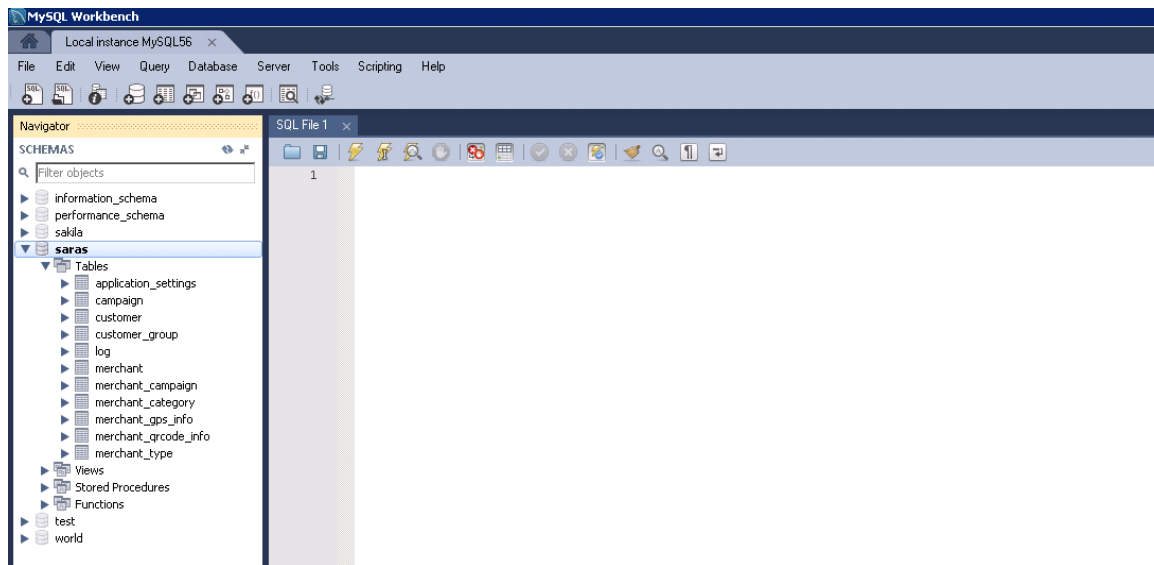 MySQL Workbench
Local instance MySQL56
File Edit View Query Database Server Tools Scripting Help
Navigator
SQL File 1
SCHEMAS
Filter objects
1
information_schema
performance_schema
sakila
saras
Tables
application_settings
campaign
customer
customer_group
log
merchant
merchant_campaign
merchant_category
merchant_gps_info
merchant_qrcode_info
merchant_type
Views
Stored Procedures
Functions
test
world